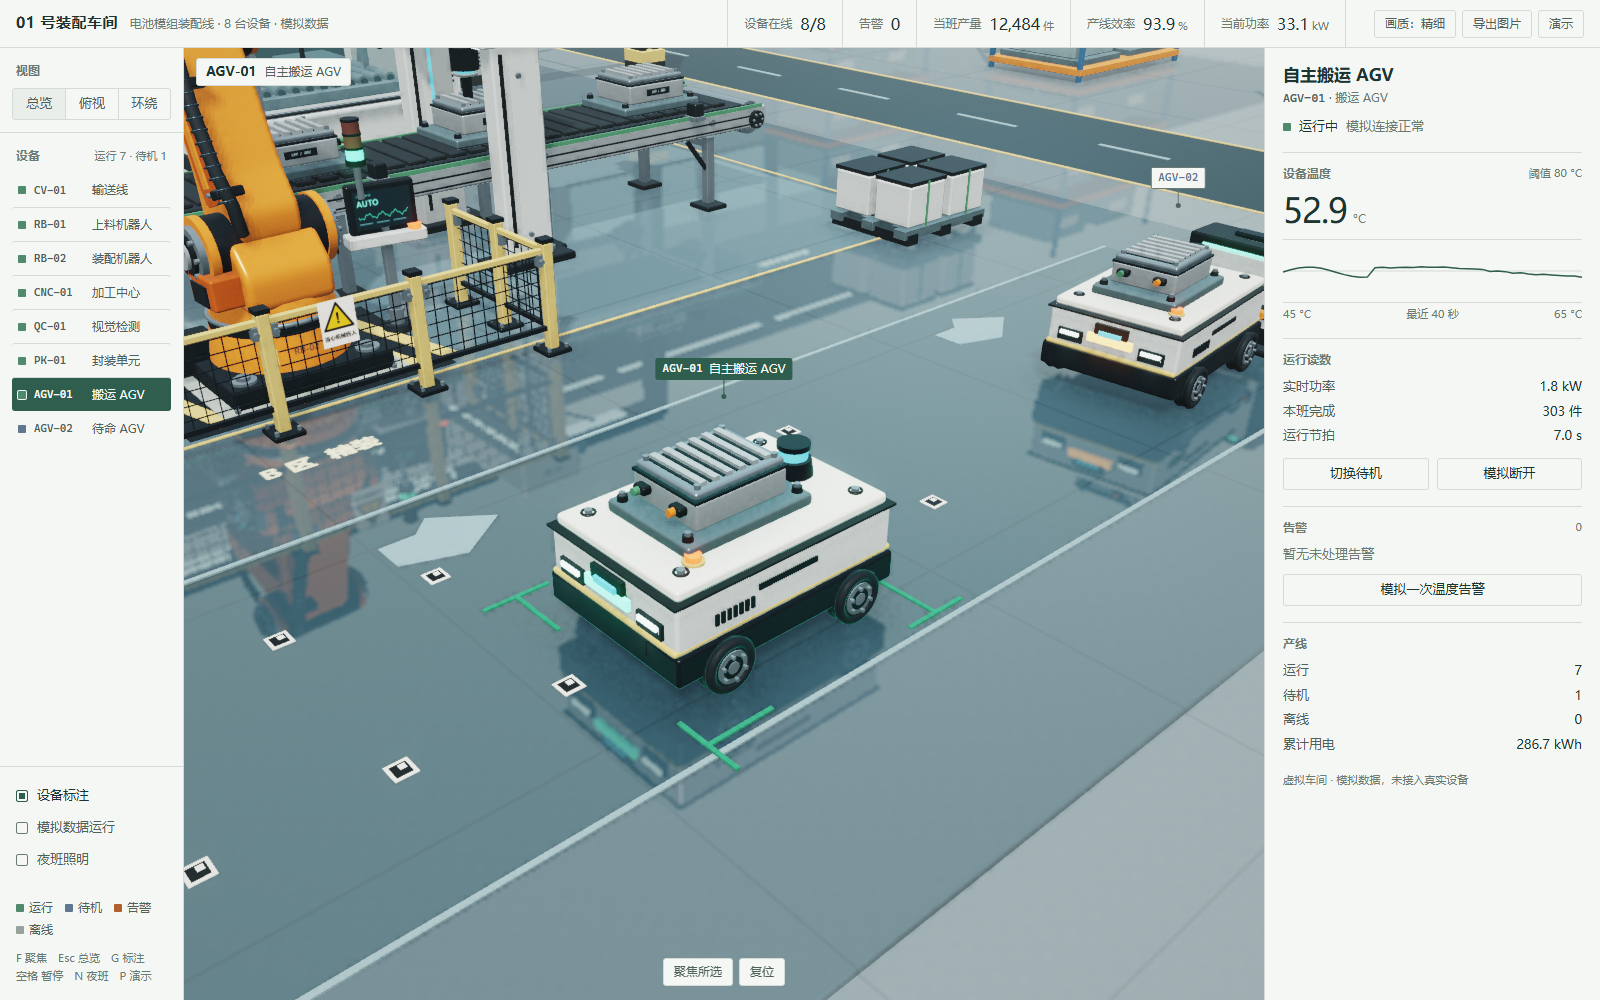 01 号装配车间 电池模组装配线 · 8 台设备 · 模拟数据
设备在线 8/8
告警 0
当班产量 12,484 件
产线效率 93.9 %
当前功率 33.1 kW
画质：精细
导出图片
演示
视图
总览
俯视
环绕
设备 运行 7 · 待机 1
CV-01 输送线
RB-01 上料机器人
RB-02 装配机器人
CNC-01 加工中心
QC-01 视觉检测
PK-01 封装单元
AGV-01 搬运 AGV
AGV-02 待命 AGV
设备标注
模拟数据运行
夜班照明
运行 待机 告警
离线
F 聚焦 Esc 总览 G 标注
空格 暂停 N 夜班 P 演示
AGV-01 自主搬运 AGV
AUTO
AGV-02
AGV-01 自主搬运 AGV
聚焦所选
复位
自主搬运 AGV
AGV-01 · 搬运 AGV
运行中 模拟连接正常
设备温度 阈值 80 °C
52.9 °C
45 °C 最近 40 秒 65 °C
运行读数
实时功率 1.8 kW
本班完成 303 件
运行节拍 7.0 s
切换待机
模拟断开
告警 0
暂无未处理告警
模拟一次温度告警
产线
运行 7
待机 1
离线 0
累计用电 286.7 kWh
虚拟车间 · 模拟数据，未接入真实设备